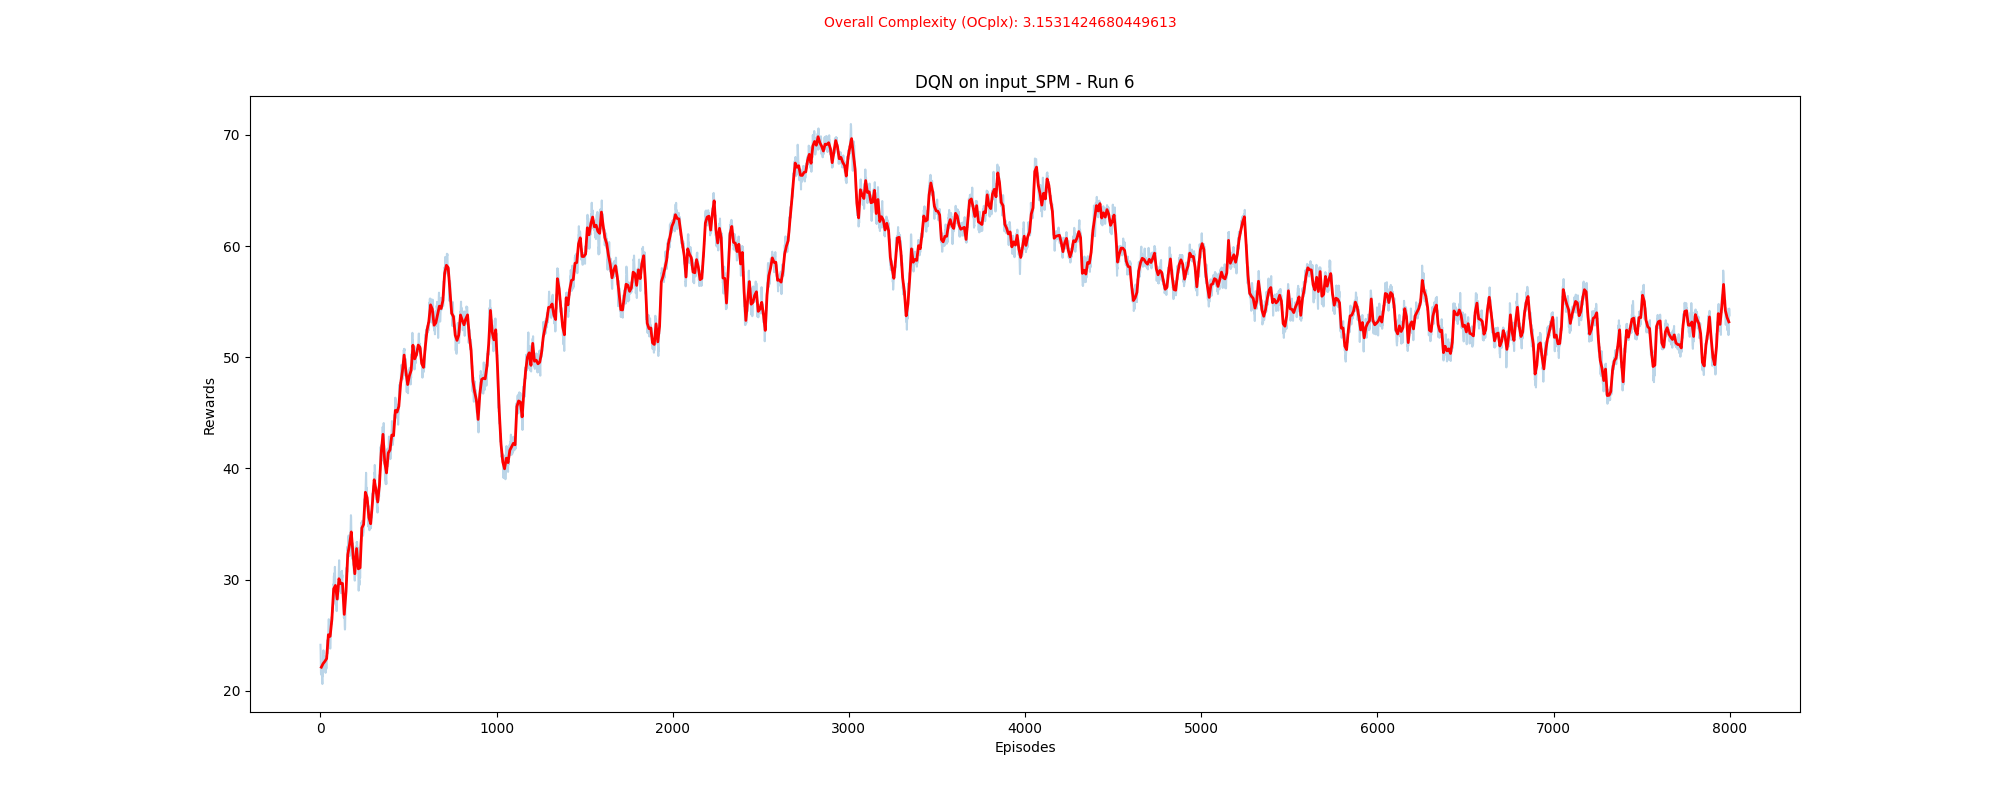 Overall Complexity (OCplx): 3.1531424680449613
DQN on input_SPM - Run 6
70
60
50
40
30
20
Rewards
0 1000 2000 3000 4000 5000 6000 7000 8000
Episodes